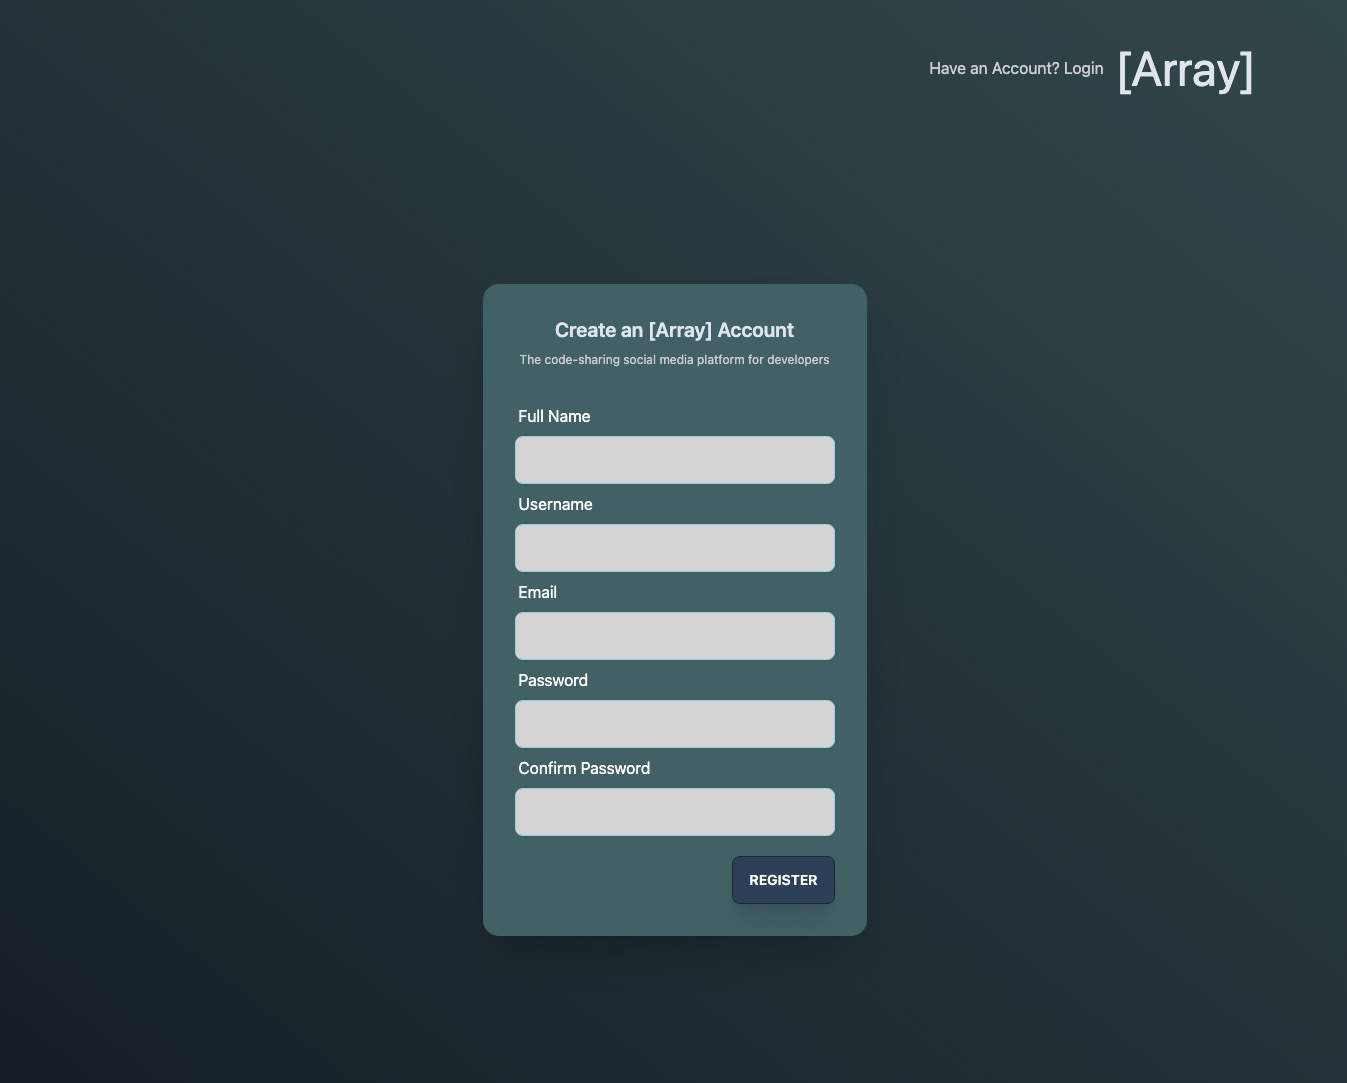 Have an Account? Login [Array]
Create an [Array] Account
The code-sharing social media platform for developers
Full Name
Username
Email
Password
Confirm Password
REGISTER